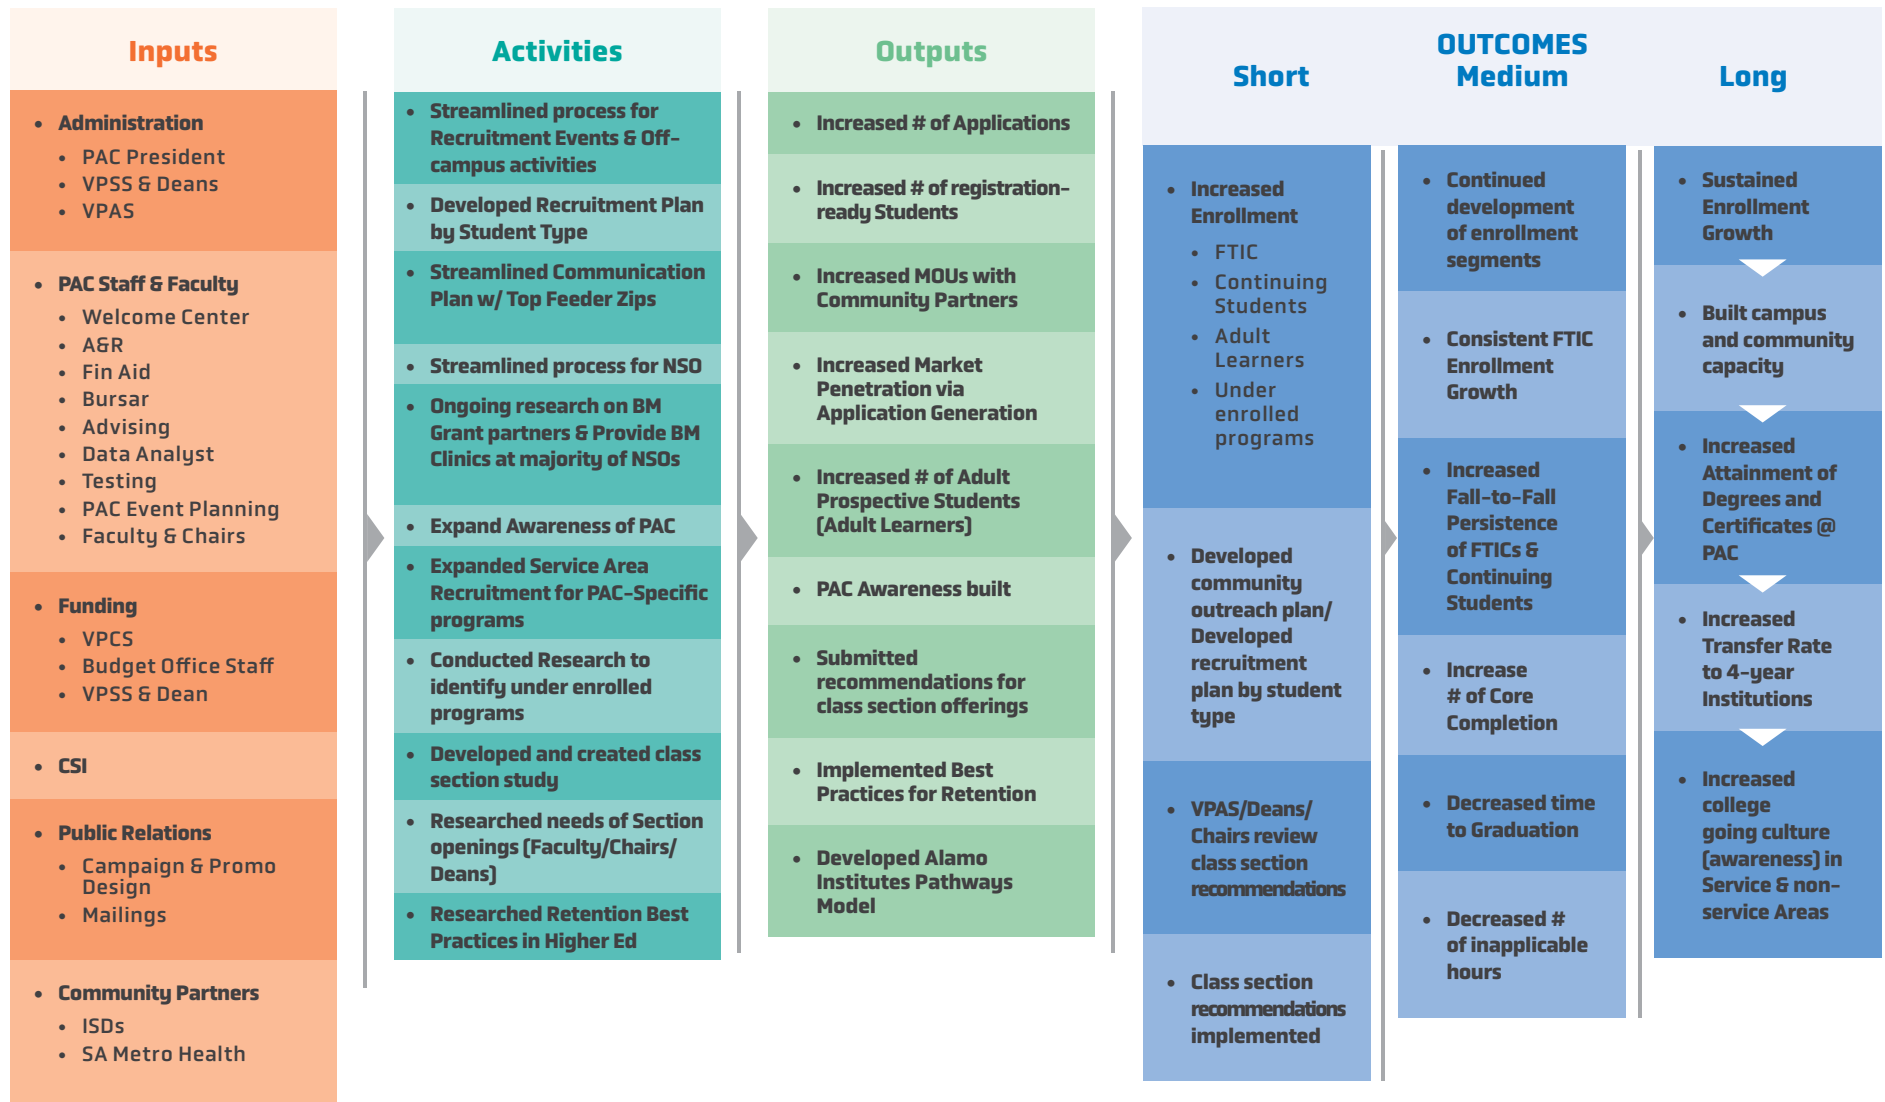 Inputs
• Administration
• PAC President
• VPSS & Deans
• VPAS
• PAC Staff & Faculty
• Welcome Center
• A&R
• Fin Aid
• Bursar
• Advising
• Data Analyst
• Testing
• PAC Event Planning
• Faculty & Chairs
• Funding
• VPCS
• Budget Office Staff
• VPSS & Dean
• CSI
• Public Relations
• Campaign & Promo
Design
• Mailings
• Community Partners
• ISDs
• SA Metro Health
Activities
• Streamlined process for
Recruitment Events & Off-
campus activities
• Developed Recruitment Plan
by Student Type
• Streamlined Communication
Plan w/ Top Feeder Zips
• Streamlined process for NSO
• Ongoing research on BM
Grant partners & Provide BM
Clinics at majority of NSOs
• Expand Awareness of PAC
• Expanded Service Area
Recruitment for PAC-Specific
programs
• Conducted Research to
identify under enrolled
programs
• Developed and created class
section study
• Researched needs of Section
openings (Faculty/Chairs/
Deans)
• Researched Retention Best
Practices in Higher Ed
Outputs
• Increased # of Applications
• Increased # of registration-
ready Students
• Increased MOUs with
Community Partners
• Increased Market
Penetration via
Application Generation
• Increased # of Adult
Prospective Students
(Adult Learners)
• PAC Awareness built
• Submitted
recommendations for
class section offerings
• Implemented Best
Practices for Retention
• Developed Alamo
Institutes Pathways
Model
OUTCOMES
Short
• Increased
Enrollment
• FTIC
• Continuing
Students
• Adult
Learners
• Under
enrolled
programs
• Developed
community
outreach plan/
Developed
recruitment
plan by student
type
• VPAS/Deans/
Chairs review
class section
recommendations
• Class section
recommendations
implemented
Medium
• Continued
development
of enrollment
segments
• Consistent FTIC
Enrollment
Growth
• Increased
Fall-to-Fall
Persistence
of FTICs &
Continuing
Students
• Increase
# of Core
Completion
• Decreased time
to Graduation
• Decreased #
of inapplicable
hours
Long
• Sustained
Enrollment
Growth
• Built campus
and community
capacity
• Increased
Attainment of
Degrees and
Certificates @
PAC
• Increased
Transfer Rate
to 4-year
Institutions
• Increased
college
going culture
(awareness) in
Service & non-
service Areas